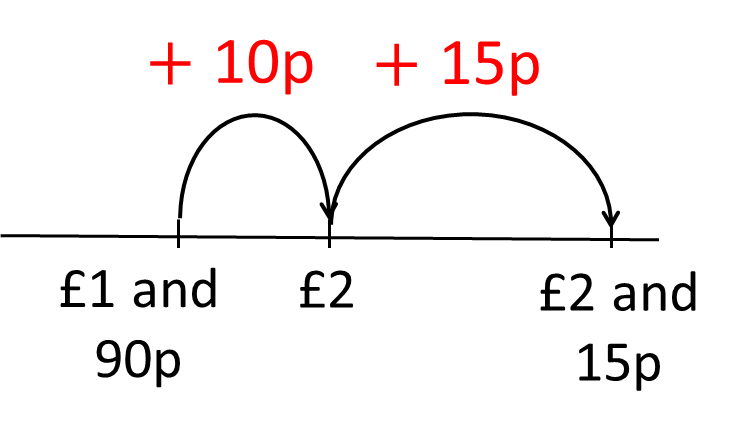 + 10p + 15p
£1 and £2 £2 and
90p 15p